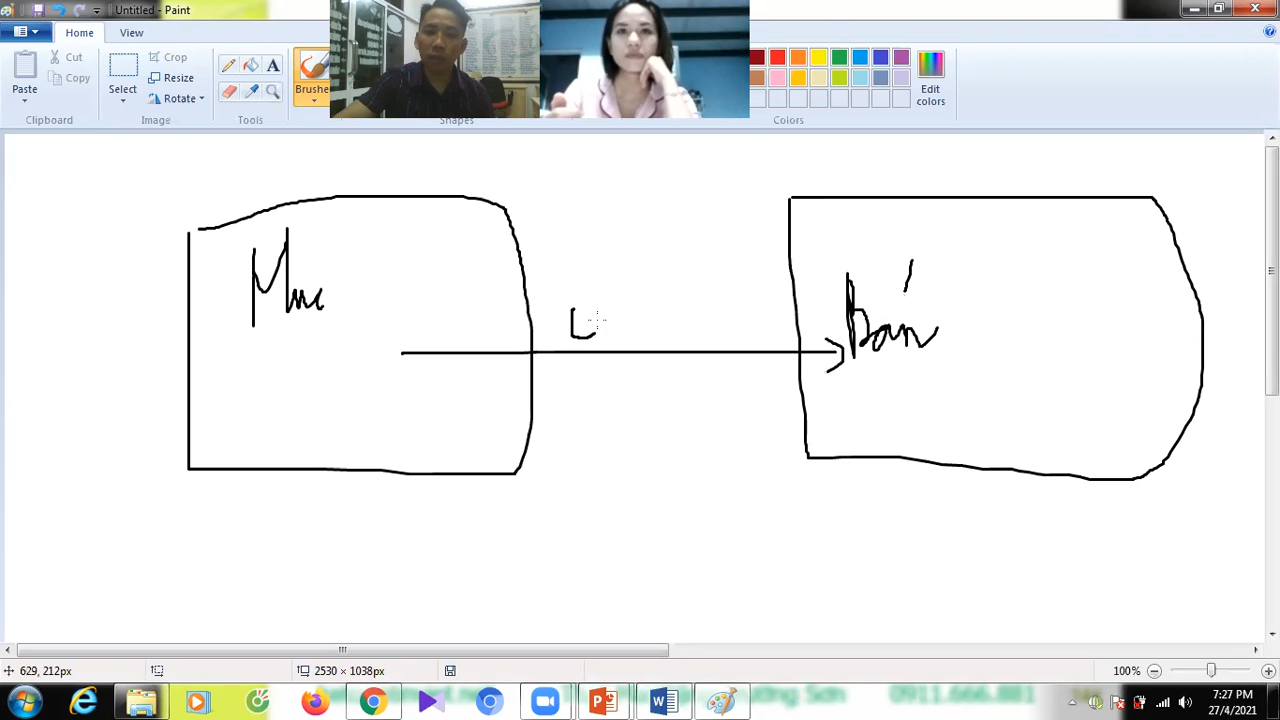 Untitled - Paint
Home View
Cut
Copy
Paste
Clipboard
Select
Crop
Resize
Rotate
Image
A
Tools
Brushes
Shapes
Edit colors
Colors
Mua
Bán
L
629, 212px
2530 × 1038px
100%
7:27 PM
27/4/2021